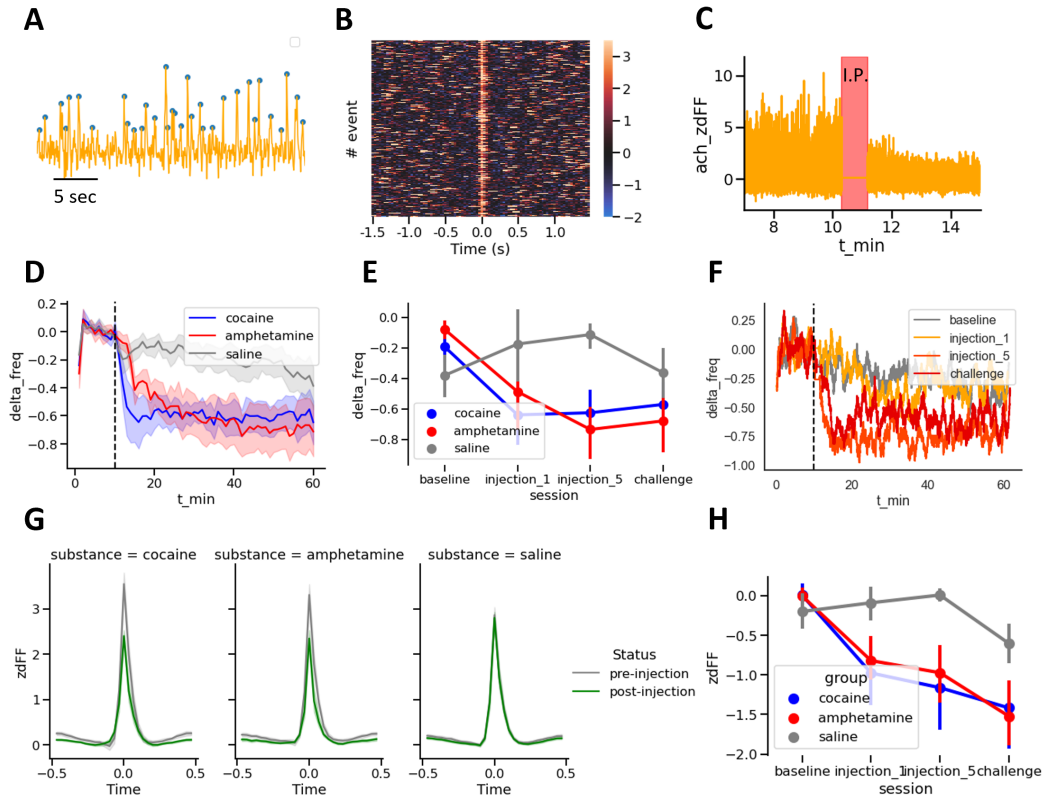 A
5 sec
B
# event
−1.5 −1.0 −0.5 0.0 0.5 1.0 1.5
Time (s)
3
2
1
0
−1
−2
C
I.P.
ach_zdFF
10
5
0
8 10 12 14
t_min
D
delta_freq
0.2
0.0
−0.2
−0.4
−0.6
−0.8
cocaine
amphetamine
saline
0 10 20 30 40 50 60
t_min
E
delta_freq
0.0
−0.2
−0.4
−0.6
−0.8
cocaine
amphetamine
saline
baseline injection_1 injection_5 challenge
session
F
delta_freq
0.25
0.00
−0.25
−0.50
−0.75
−1.00
baseline
injection_1
injection_5
challenge
0 20 40 60
t_min
G
substance = cocaine substance = amphetamine substance = saline
zdFF
3
2
1
0
−0.5 0.0 0.5 −0.5 0.0 0.5 −0.5 0.0 0.5
Time Time Time
Status
pre-injection
post-injection
H
zdFF
0.0
−0.5
−1.0
−1.5
−2.0
group
cocaine
amphetamine
saline
baseline injection_1 injection_5 challenge
session